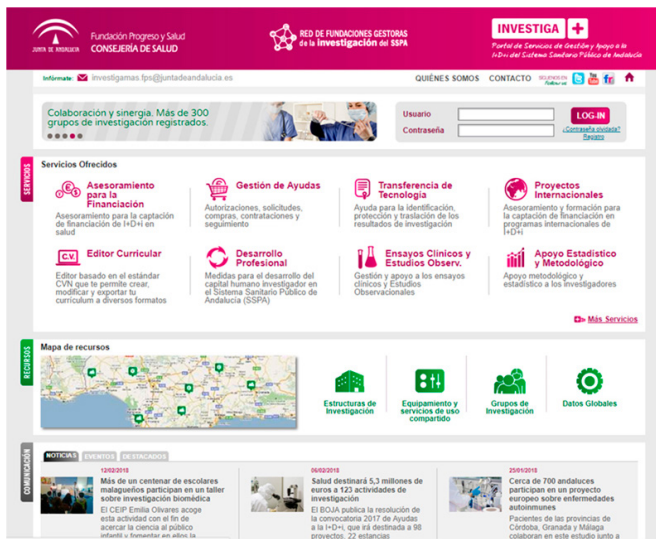 JUNTA DE ANDALUCIA
Fundación Progreso y Salud
CONSEJERÍA DE SALUD
RED DE FUNDACIONES GESTORAS
de la investigación del SSPA
INVESTIGA +
Portal de Servicios de Gestión y Apoyo a la
I+D+i del Sistema Sanitario Público de Andalucía
Infórmate: investigamas.fps@juntadeandalucia.es
QUIÉNES SOMOS CONTACTO
Colaboración y sinergia. Más de 300
grupos de investigación registrados.
Usuario
Contraseña
LOG-IN
¿Contraseña olvidada?
Registro
SERVICIOS
Servicios Ofrecidos
Asesoramiento
para la
Financiación
Asesoramiento para la captación
de financiación de I+D+i en
salud
Gestión de Ayudas
Autorizaciones, solicitudes,
compras, contrataciones y
seguimiento
Transferencia de
Tecnología
Ayuda para la identificación,
protección y traslación de los
resultados de investigación
Proyectos
Internacionales
Asesoramiento y formación para
la captación de financiación en
programas internacionales de
I+D+i
C.V.
Editor Curricular
Editor basado en el estándar
CVN que te permite crear,
modificar y exportar tu
curriculum a diversos formatos
Desarrollo
Profesional
Medidas para el desarrollo del
capital humano investigador en
el Sistema Sanitario Público de
Andalucía (SSPA)
Ensayos Clínicos y
Estudios Observ.
Gestión y apoyo a los ensayos
clínicos y Estudios
Observacionales
Apoyo Estadístico
y Metodológico
Apoyo metodológico y
estadístico a los investigadores
Más Servicios
RECURSOS
Mapa de recursos
Estructuras de
Investigación
Equipamiento y
servicios de uso
compartido
Grupos de
Investigación
Datos Globales
COMUNICACIÓN
NOTICIAS EVENTOS DESTACADOS
12/02/2018
Más de un centenar de escolares
malagueños participan en un taller
sobre investigación biomédica
El CEIP Emilia Olivares acoge
esta actividad con el fin de
acercar la ciencia al público
infantil y fomentar en ellos la
06/02/2018
Salud destinará 5,3 millones de
euros a 123 actividades de
investigación
El BOJA publica la resolución de
la convocatoria 2017 de Ayudas
a la I+D+i, que irá destinada a 98
proyectos, 22 estancias
25/01/2018
Cerca de 700 andaluces
participan en un proyecto
europeo sobre enfermedades
autoinmunes
Pacientes de las provincias de
Córdoba, Granada y Málaga
colaboran en este estudio junto a